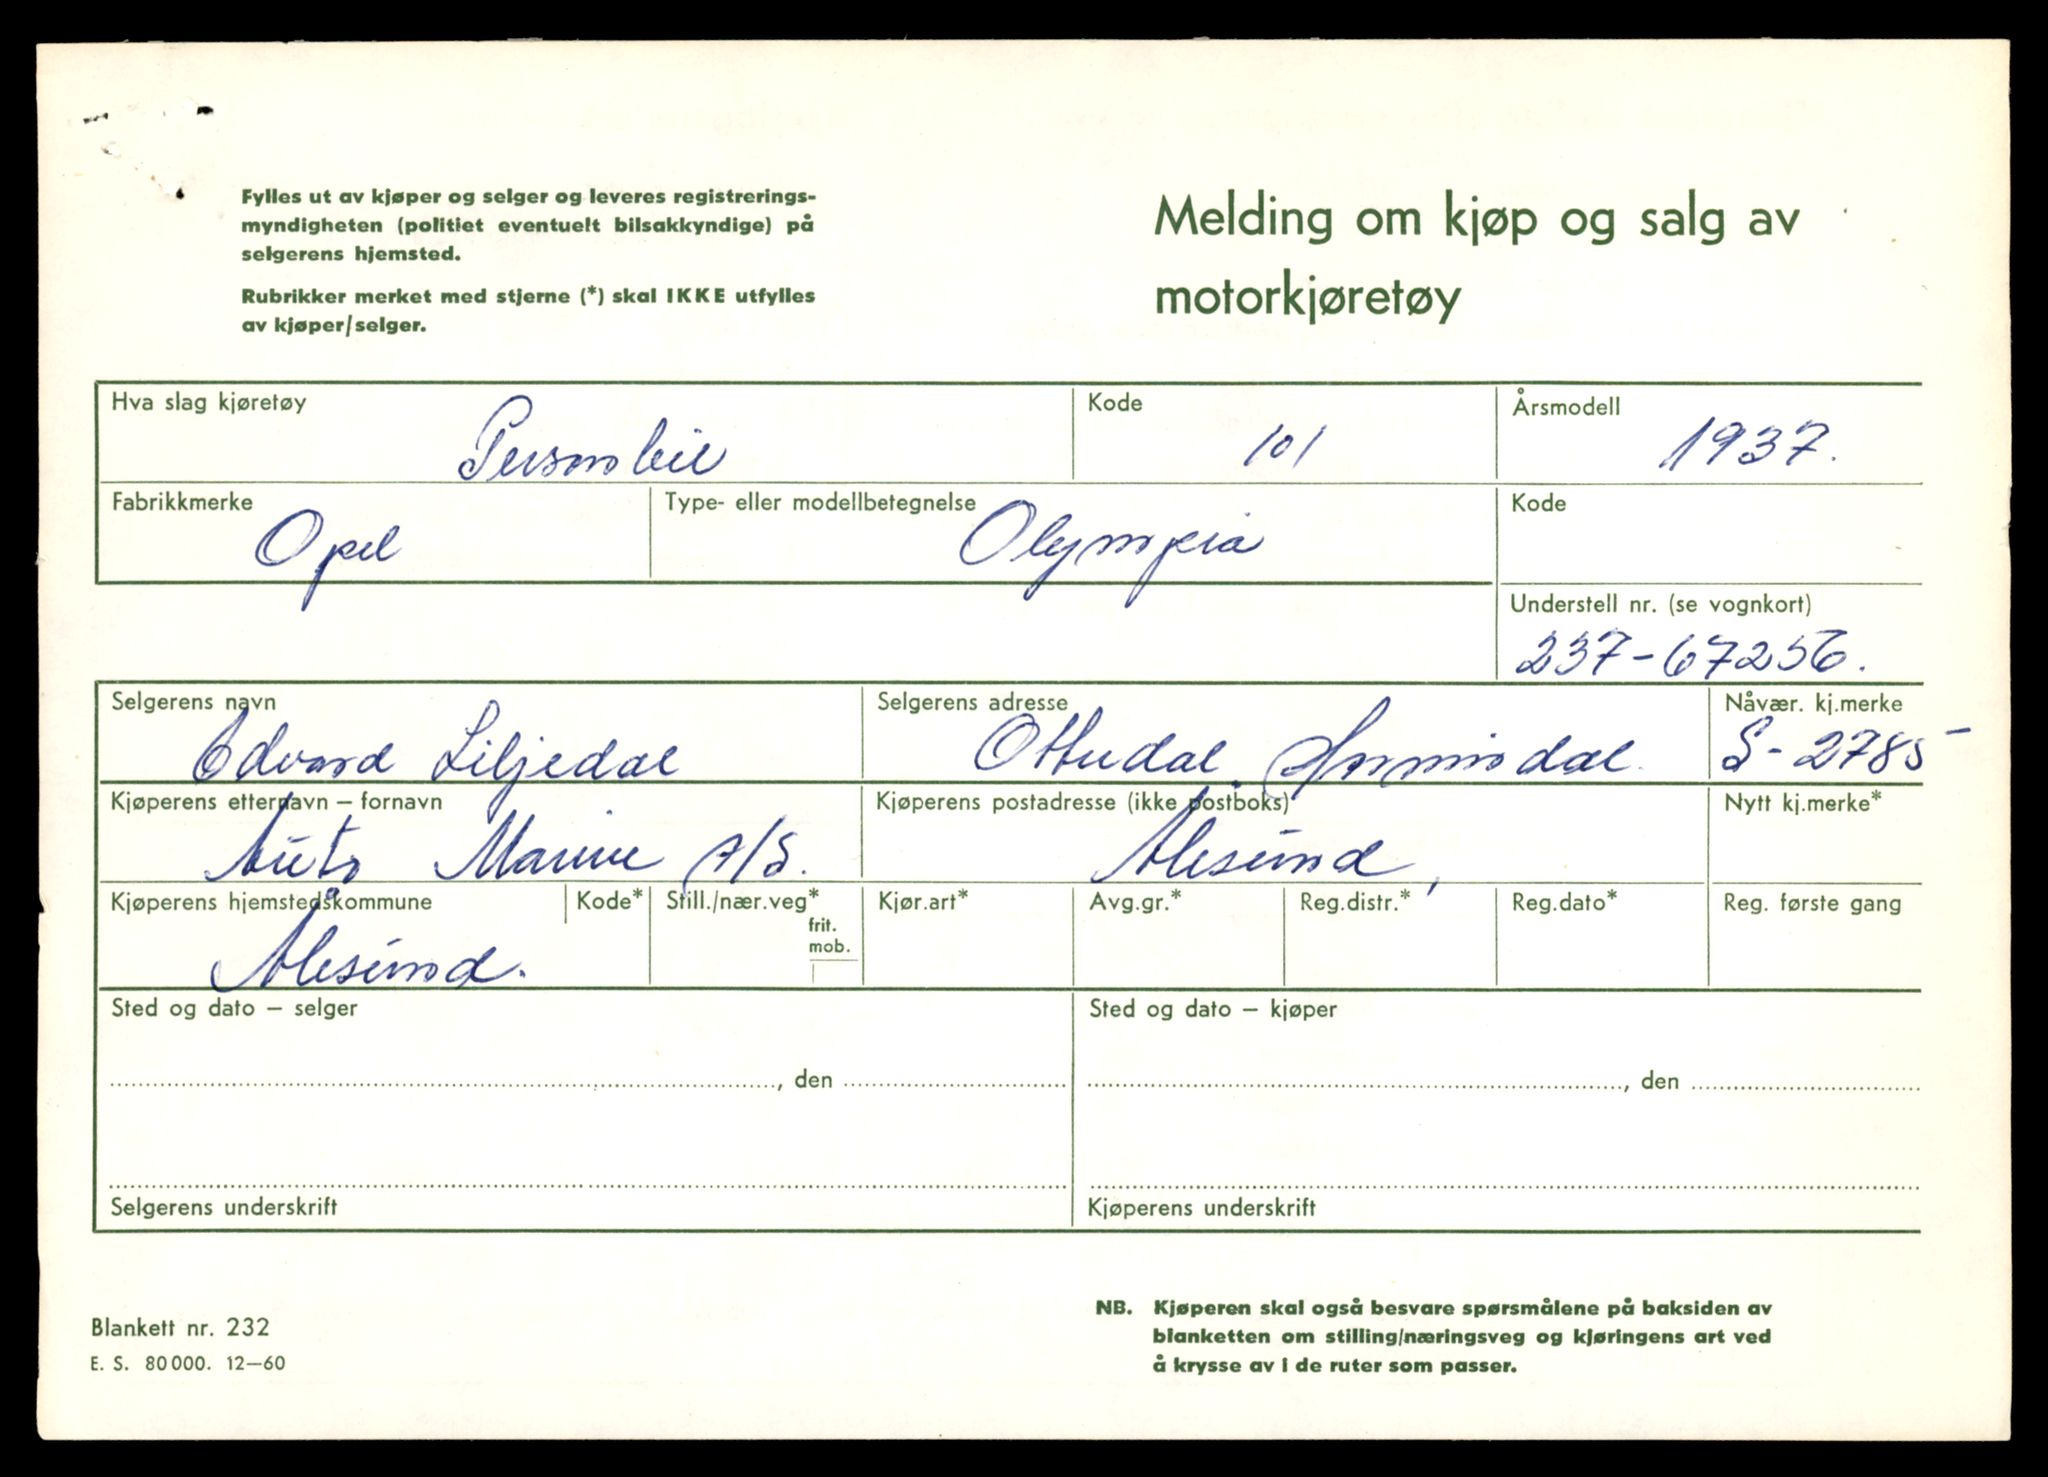 Fylles ut av kjøper og selger og leveres registrerings-
myndigheten (politiet eventuelt bilsakkyndige) på
selgerens hjemsted.
Rubrikker merket med stjerne (*) skal IKKE utfylles
av kjøper/selger.
Melding om kjøp og salg av
motorkjøretøy
Hva slag kjøretøy Kode Årsmodell
Personbil 101 1937.
Fabrikkmerke Type- eller modellbetegnelse Kode
Opel Olympia
Understell nr. (se vognkort)
237-67256.
Selgerens navn Selgerens adresse Nåvær. kj.merke
Edvard Liljedal Ottudal S-2785
Kjøperens etternavn – fornavn Kjøperens postadresse (ikke postboks) Nytt kj.merke*
Auto Marine A/S. Ålesund,
Kjøperens hjemstedskommune Kode* Still./nær.veg* Kjør.art* Avg.gr.* Reg.distr.* Reg.dato* Reg. første gang
frit.
mob.
Ålesund.
Sted og dato – selger Sted og dato – kjøper
, den , den
Selgerens underskrift Kjøperens underskrift
Blankett nr. 232
E. S. 80 000. 12–60
NB. Kjøperen skal også besvare spørsmålene på baksiden av
blanketten om stilling/næringsveg og kjøringens art ved
å krysse av i de ruter som passer.